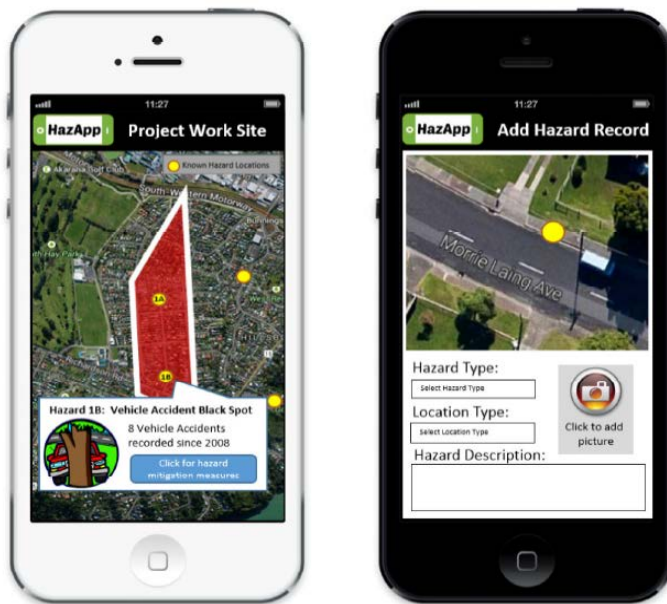 11:27
HazApp
Project Work Site
Known Hazard Locations
Akarana Golf Club
South-Western Motorway
1A
1B
Hazard 1B: Vehicle Accident Black Spot
8 Vehicle Accidents
recorded since 2008
Click for hazard
mitigation measures
11:27
HazApp
Add Hazard Record
Morrie Laing Ave
Hazard Type:
Select Hazard Type
Location Type:
Select Location Type
Click to add
picture
Hazard Description: